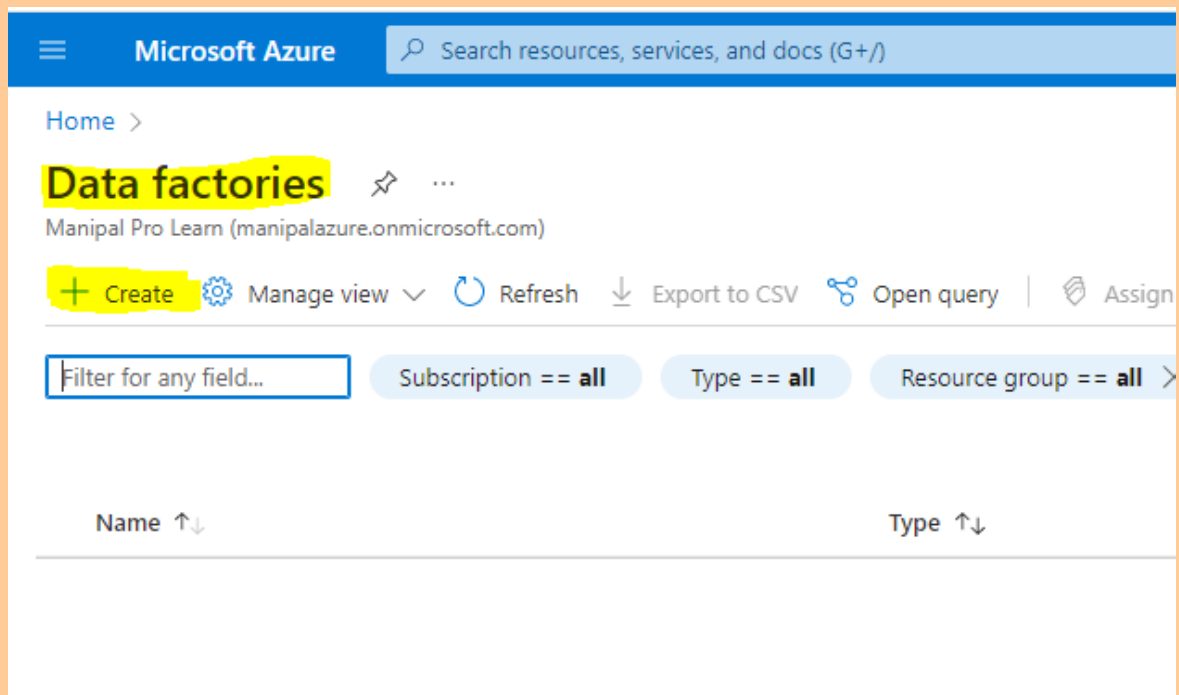 Microsoft Azure Search resources, services, and docs (G+/)
Home >
Data factories ...
Manipal Pro Learn (manipalazure.onmicrosoft.com)
+ Create Manage view Refresh Export to CSV Open query Assign
Filter for any field... Subscription == all Type == all Resource group == all
Name ↑↓ Type ↑↓